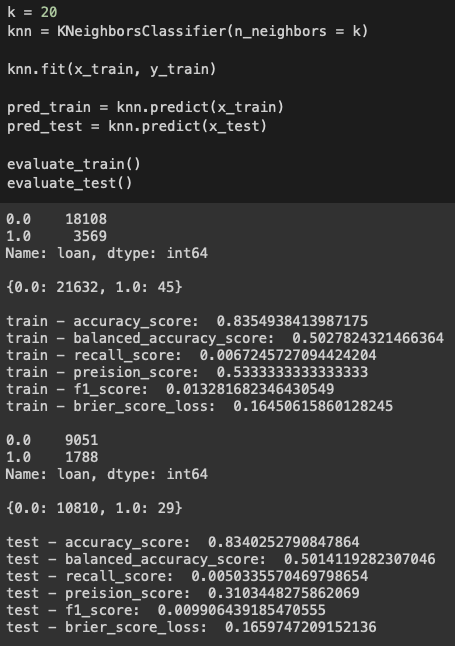 k = 20
knn = KNeighborsClassifier(n_neighbors = k)
knn.fit(x_train, y_train)
pred_train = knn.predict(x_train)
pred_test = knn.predict(x_test)
evaluate_train()
evaluate_test()
0.0    18108
1.0     3569
Name: loan, dtype: int64
{0.0: 21632, 1.0: 45}
train - accuracy_score:  0.8354938413987175
train - balanced_accuracy_score:  0.5027824321466364
train - recall_score:  0.0067245727094424204
train - preision_score:  0.5333333333333333
train - f1_score:  0.013281682346430549
train - brier_score_loss:  0.16450615860128245
0.0    9051
1.0    1788
Name: loan, dtype: int64
{0.0: 10810, 1.0: 29}
test - accuracy_score:  0.8340252790847864
test - balanced_accuracy_score:  0.5014119282307046
test - recall_score:  0.0050335570469798654
test - preision_score:  0.3103448275862069
test - f1_score:  0.009906439185470555
test - brier_score_loss:  0.1659747209152136